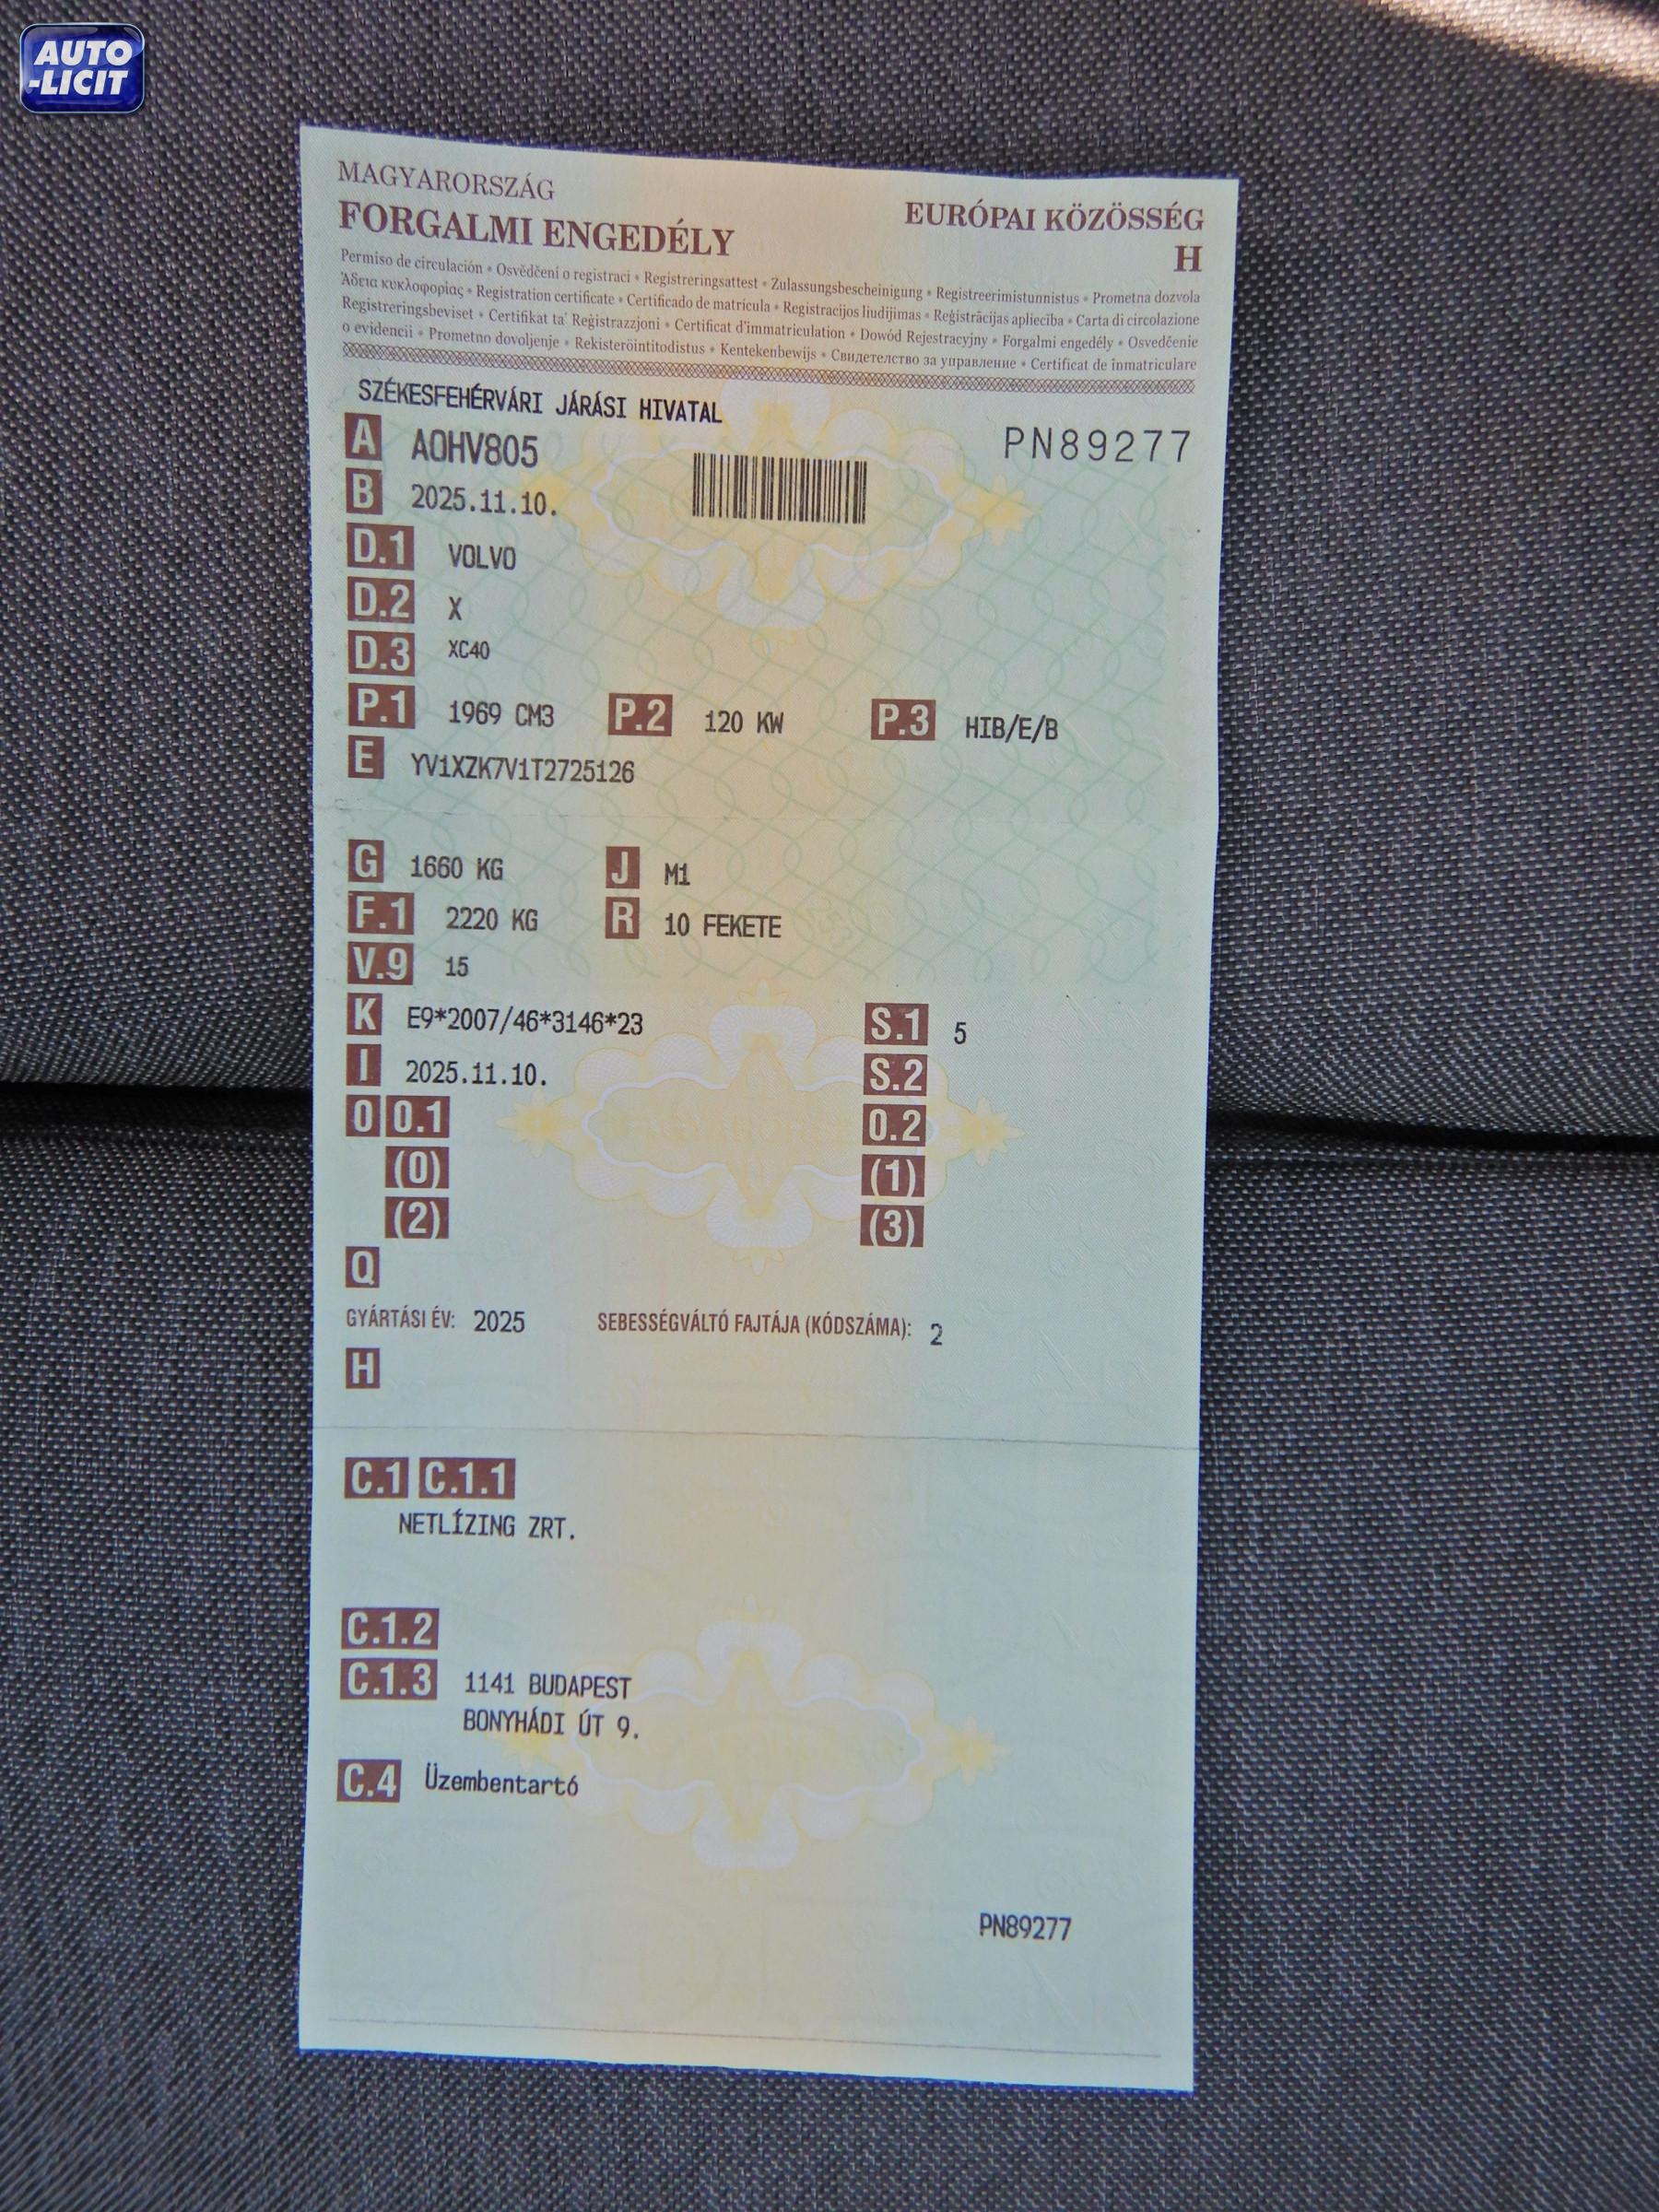 AUTO
-LICIT
MAGYARORSZÁG
FORGALMI ENGEDÉLY
EURÓPAI KÖZÖSSÉG
H
Permiso de circulación • Osvědčení o registraci • Registreringsattest • Zulassungsbescheinigung • Registreerimistunnistus • Prometna dozvola
Άδεια κυκλοφορίας • Registration certificate • Certificado de matrícula • Registracijos liudijimas • Reģistrācijas apliecība • Carta di circolazione
Registreringsbeviset • Certifikat ta' Reġistrazzjoni • Certificat d'immatriculation • Dowód Rejestracyjny • Forgalmi engedély • Osvedčenie
o evidencii • Prometno dovoljenje • Rekisteröintitodistus • Kentekenbewijs • Свидетелство за управление • Certificat de înmatriculare
SZÉKESFEHÉRVÁRI JÁRÁSI HIVATAL
A AOHV805 PN89277
B 2025.11.10.
D.1 VOLVO
D.2 X
D.3 XC40
P.1 1969 CM3 P.2 120 KW P.3 HIB/E/B
E YV1XZK7V1T2725126
G 1660 KG J M1
F.1 2220 KG R 10 FEKETE
V.9 15
K E9*2007/46*3146*23 S.1 5
I 2025.11.10. S.2
O O.1 O.2
(0) (1)
(2) (3)
Q
GYÁRTÁSI ÉV: 2025 SEBESSÉGVÁLTÓ FAJTÁJA (KÓDSZÁMA): 2
H
C.1 C.1.1
NETLÍZING ZRT.
C.1.2
C.1.3 1141 BUDAPEST
BONYHÁDI ÚT 9.
C.4 Üzembentartó
PN89277